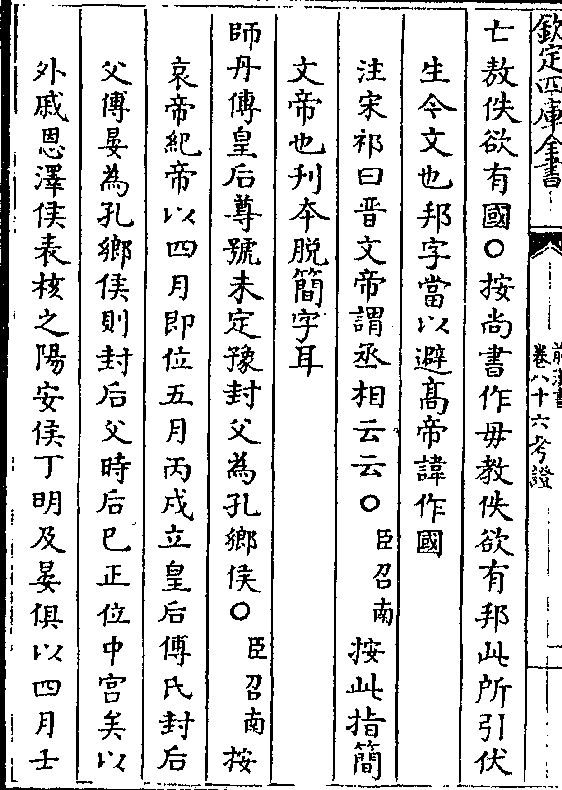 欽定四庫全書
前漢書
卷八十六考證
亡敖佚欲有國○按尚書作毋教佚欲有邦此所引伏
生今文也邦字當以避髙帝諱作國
注宋祁曰晋文帝謂丞相云云○臣召南按此指簡
文帝也刋夲脱簡字耳
師丹傳皇后尊號未定豫封父為孔鄉侯○臣召南按
哀帝紀帝以四月即位五月丙戌立皇后傅氏封后
父傅晏為孔鄉侯則封后父時后已正位中宫矣以
外戚恩澤侯表核之陽安侯丁明及晏俱以四月士